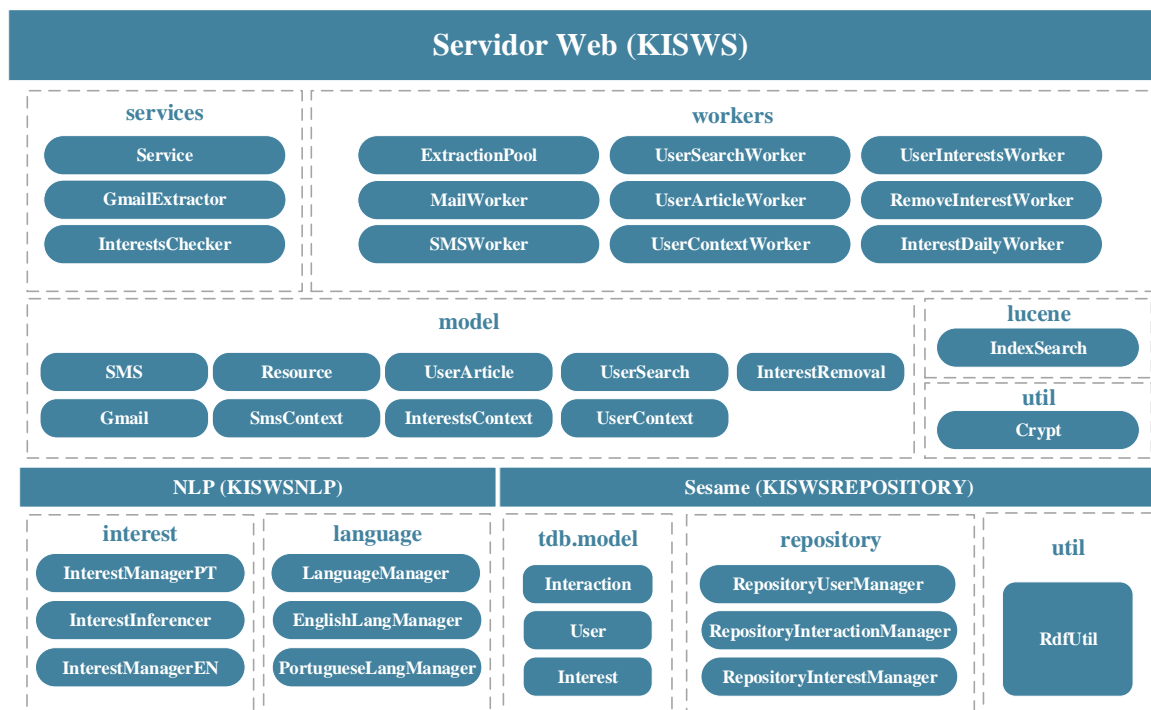 Servidor Web (KISWS)
services
Service
GmailExtractor
InterestsChecker
workers
ExtractionPool
UserSearchWorker
UserInterestsWorker
MailWorker
UserArticleWorker
RemoveInterestWorker
SMSWorker
UserContextWorker
InterestDailyWorker
model
SMS
Resource
UserArticle
UserSearch
InterestRemoval
Gmail
SmsContext
InterestsContext
UserContext
lucene
IndexSearch
util
Crypt
NLP (KISWSNLP)
interest
InterestManagerPT
InterestInferencer
InterestManagerEN
language
LanguageManager
EnglishLangManager
PortugueseLangManager
Sesame (KISWSREPOSITORY)
tdb.model
Interaction
User
Interest
repository
RepositoryUserManager
RepositoryInteractionManager
RepositoryInterestManager
util
RdfUtil